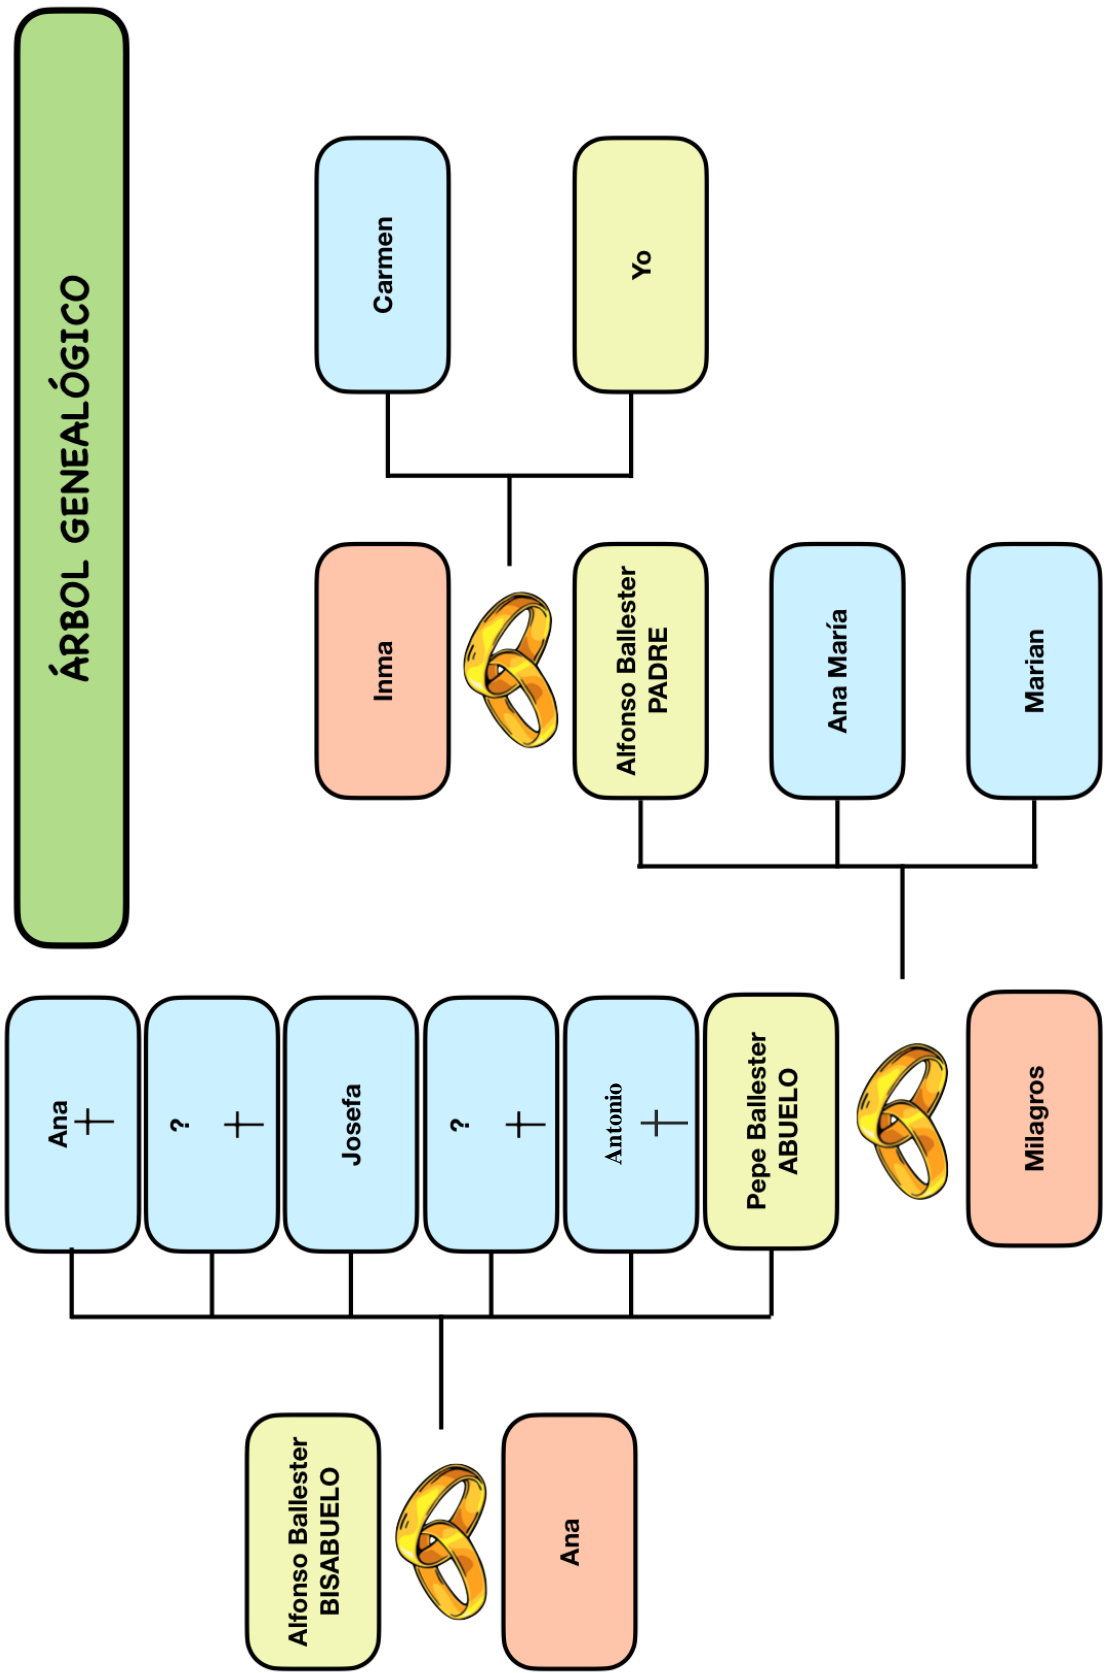 ÁRBOL GENEALÓGICO
Alfonso Ballester
BISABUELO
Ana
Ana
?
Josefa
?
Antonio
Pepe Ballester
ABUELO
Milagros
Inma
Alfonso Ballester
PADRE
Ana María
Marian
Carmen
Yo